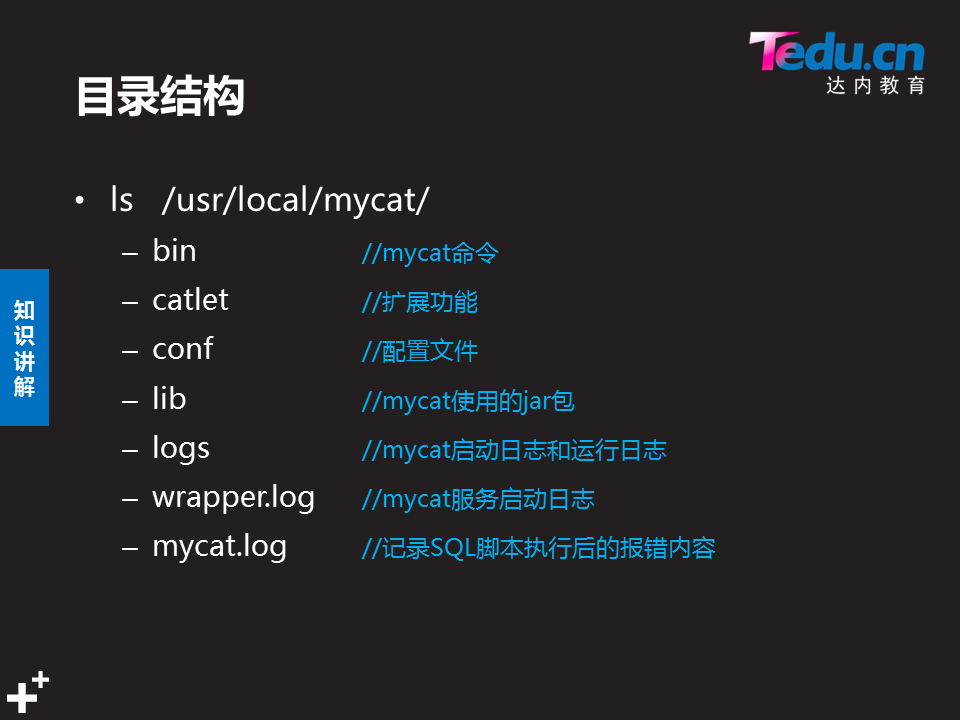 Tedu.cn
达内教育
目录结构
• ls /usr/local/mycat/
– bin //mycat命令
– catlet //扩展功能
– conf //配置文件
– lib //mycat使用的jar包
– logs //mycat启动日志和运行日志
– wrapper.log //mycat服务启动日志
– mycat.log //记录SQL脚本执行后的报错内容
知识讲解